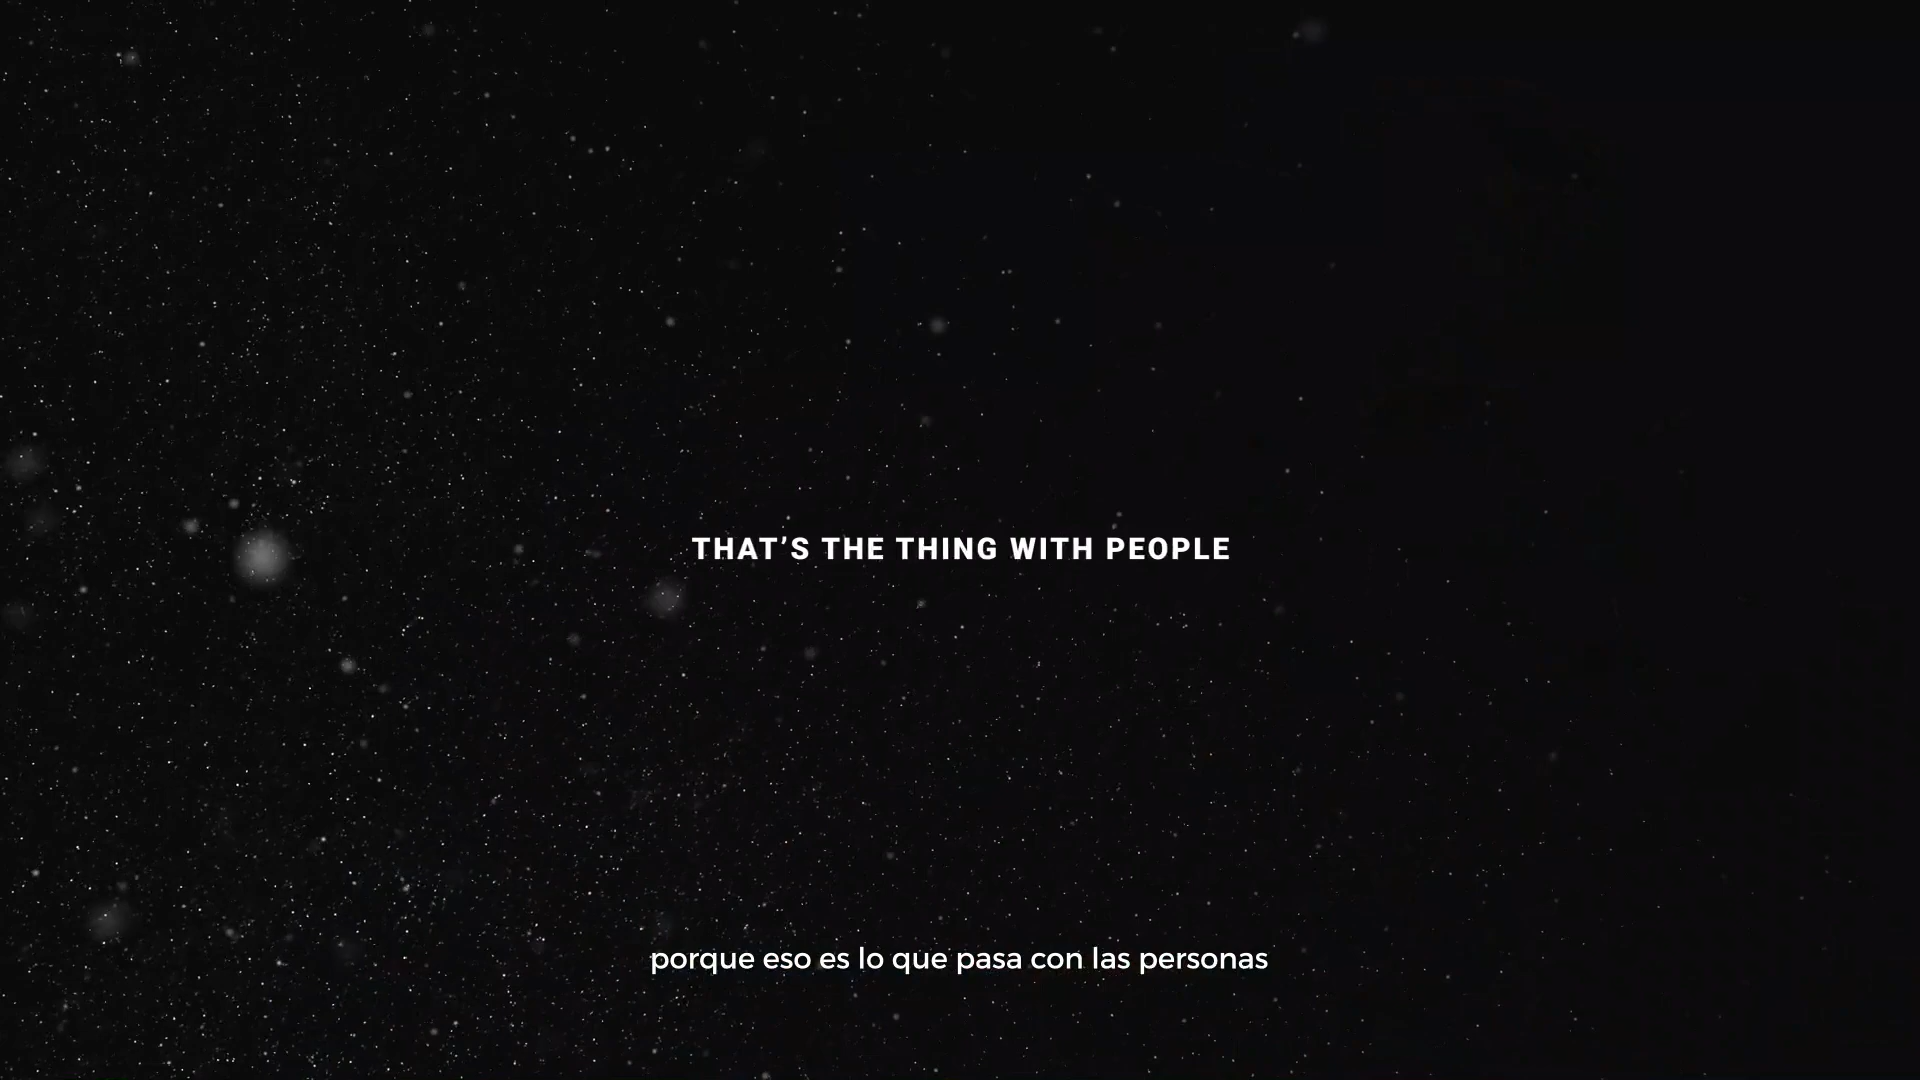 THAT’S THE THING WITH PEOPLE
porque eso es lo que pasa con las personas